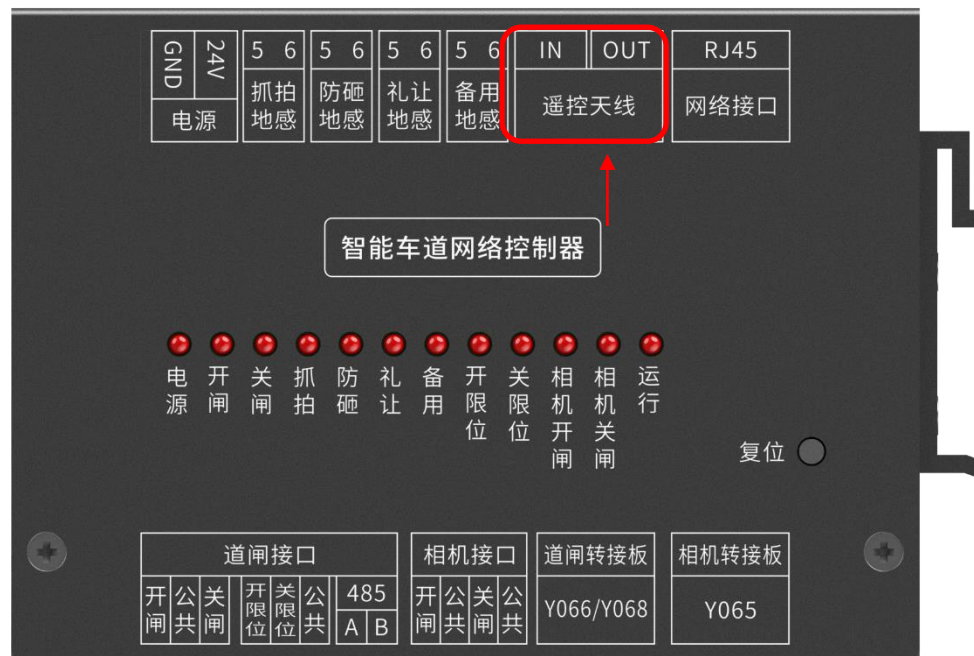 GND 24V 5 6 5 6 5 6 5 6 IN OUT RJ45
电源 抓拍 防砸 礼让 备用 遥控天线 网络接口
地感 地感 地感 地感
智能车道网络控制器
电源 开闸 关闸 抓拍 防砸 礼让 备用 开限位 关限位 相机开闸 相机关闸 运行
复位
道闸接口 相机接口 道闸转接板 相机转接板
开闸 公共 关闸 开限位 关限位 公共 485 开闸 公共 关闸 公共 Y066/Y068 Y065
A B